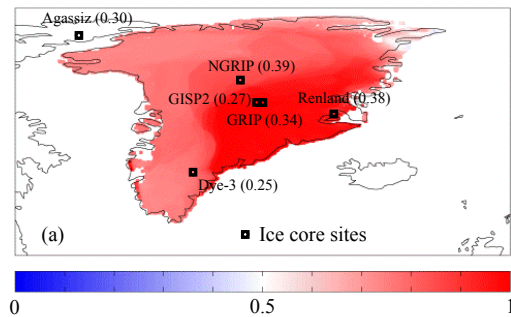 Agassiz (0.30)
NGRIP (0.39)
GISP2 (0.27)
Renland (0.38)
GRIP (0.34)
Dye-3 (0.25)
(a)
Ice core sites
0
0.5
1